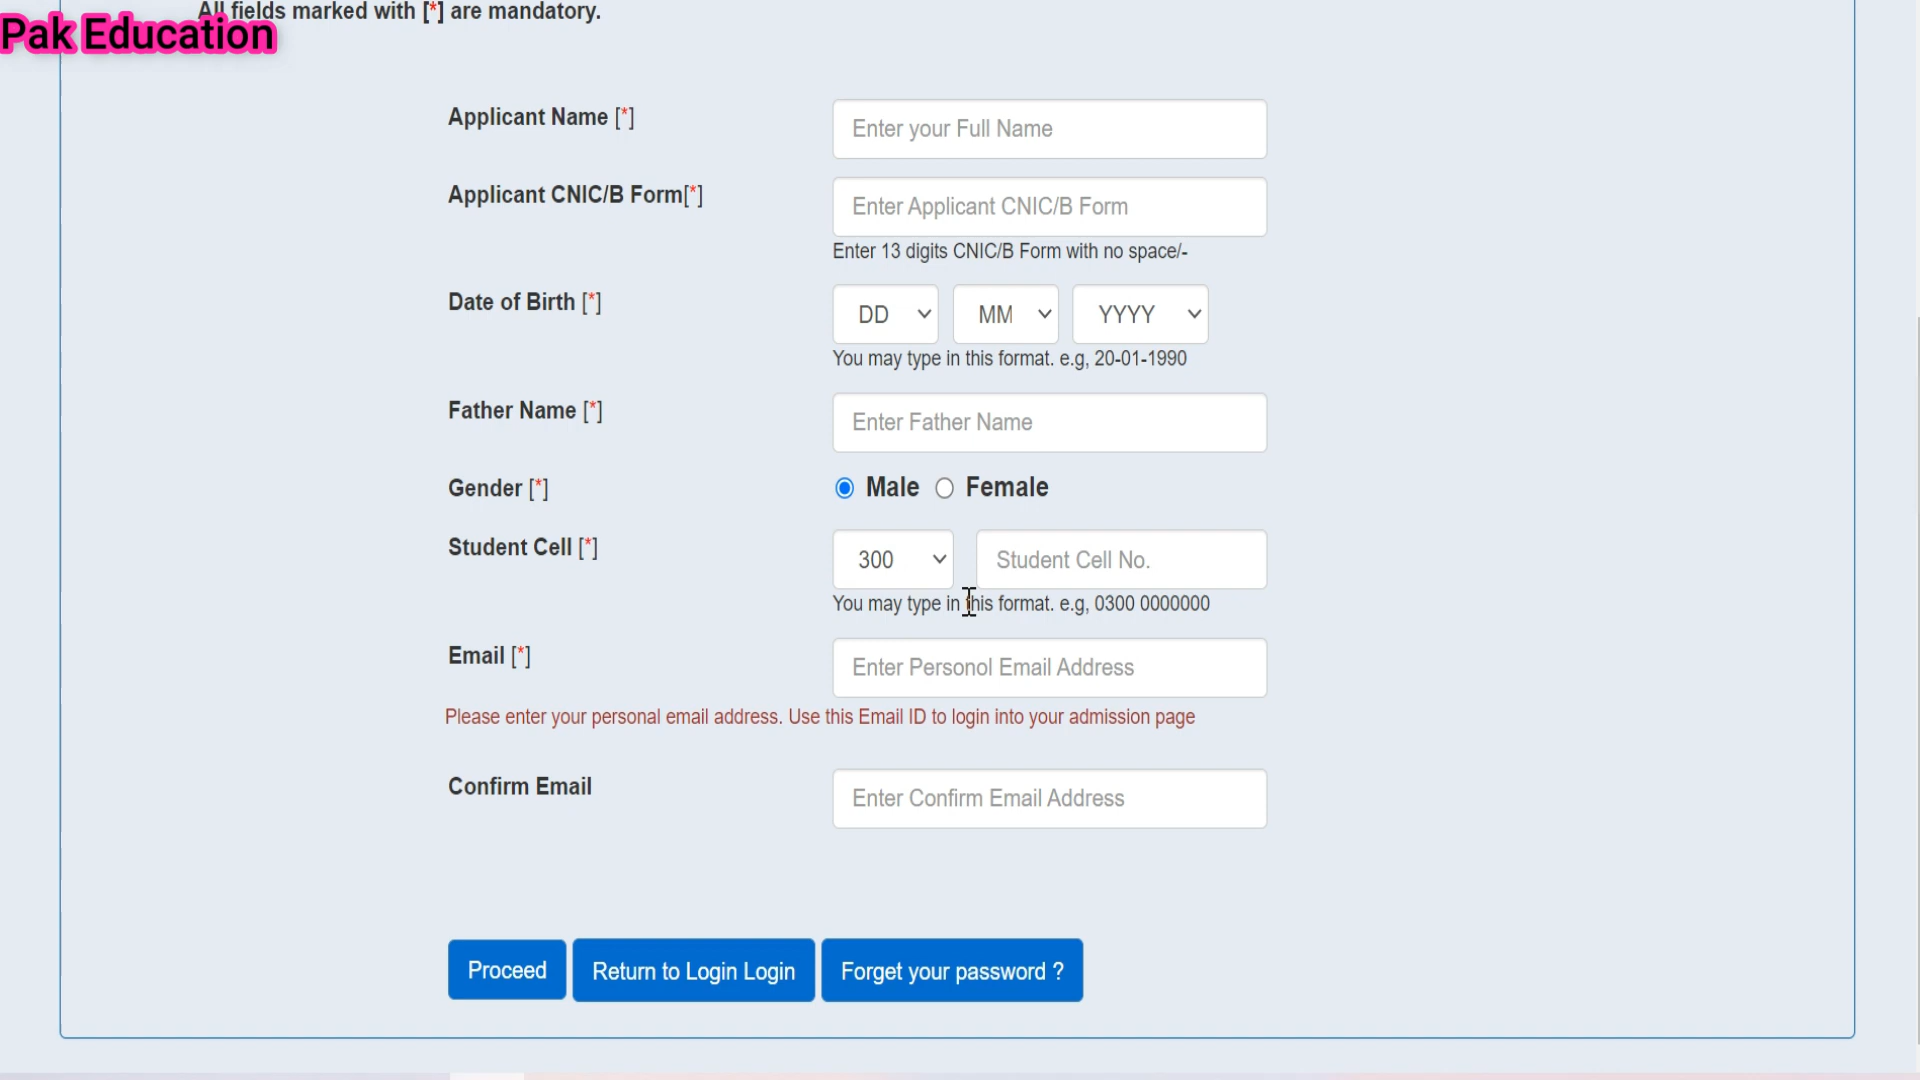 All fields marked with [*] are mandatory.
Pak Education
Applicant Name [*]
Enter your Full Name
Applicant CNIC/B Form[*]
Enter Applicant CNIC/B Form
Enter 13 digits CNIC/B Form with no space/-
Date of Birth [*]
DD MM YYYY
You may type in this format. e.g, 20-01-1990
Father Name [*]
Enter Father Name
Gender [*]
Male Female
Student Cell [*]
300 Student Cell No.
You may type in this format. e.g, 0300 0000000
Email [*]
Enter Personol Email Address
Please enter your personal email address. Use this Email ID to login into your admission page
Confirm Email
Enter Confirm Email Address
Proceed Return to Login Login Forget your password ?